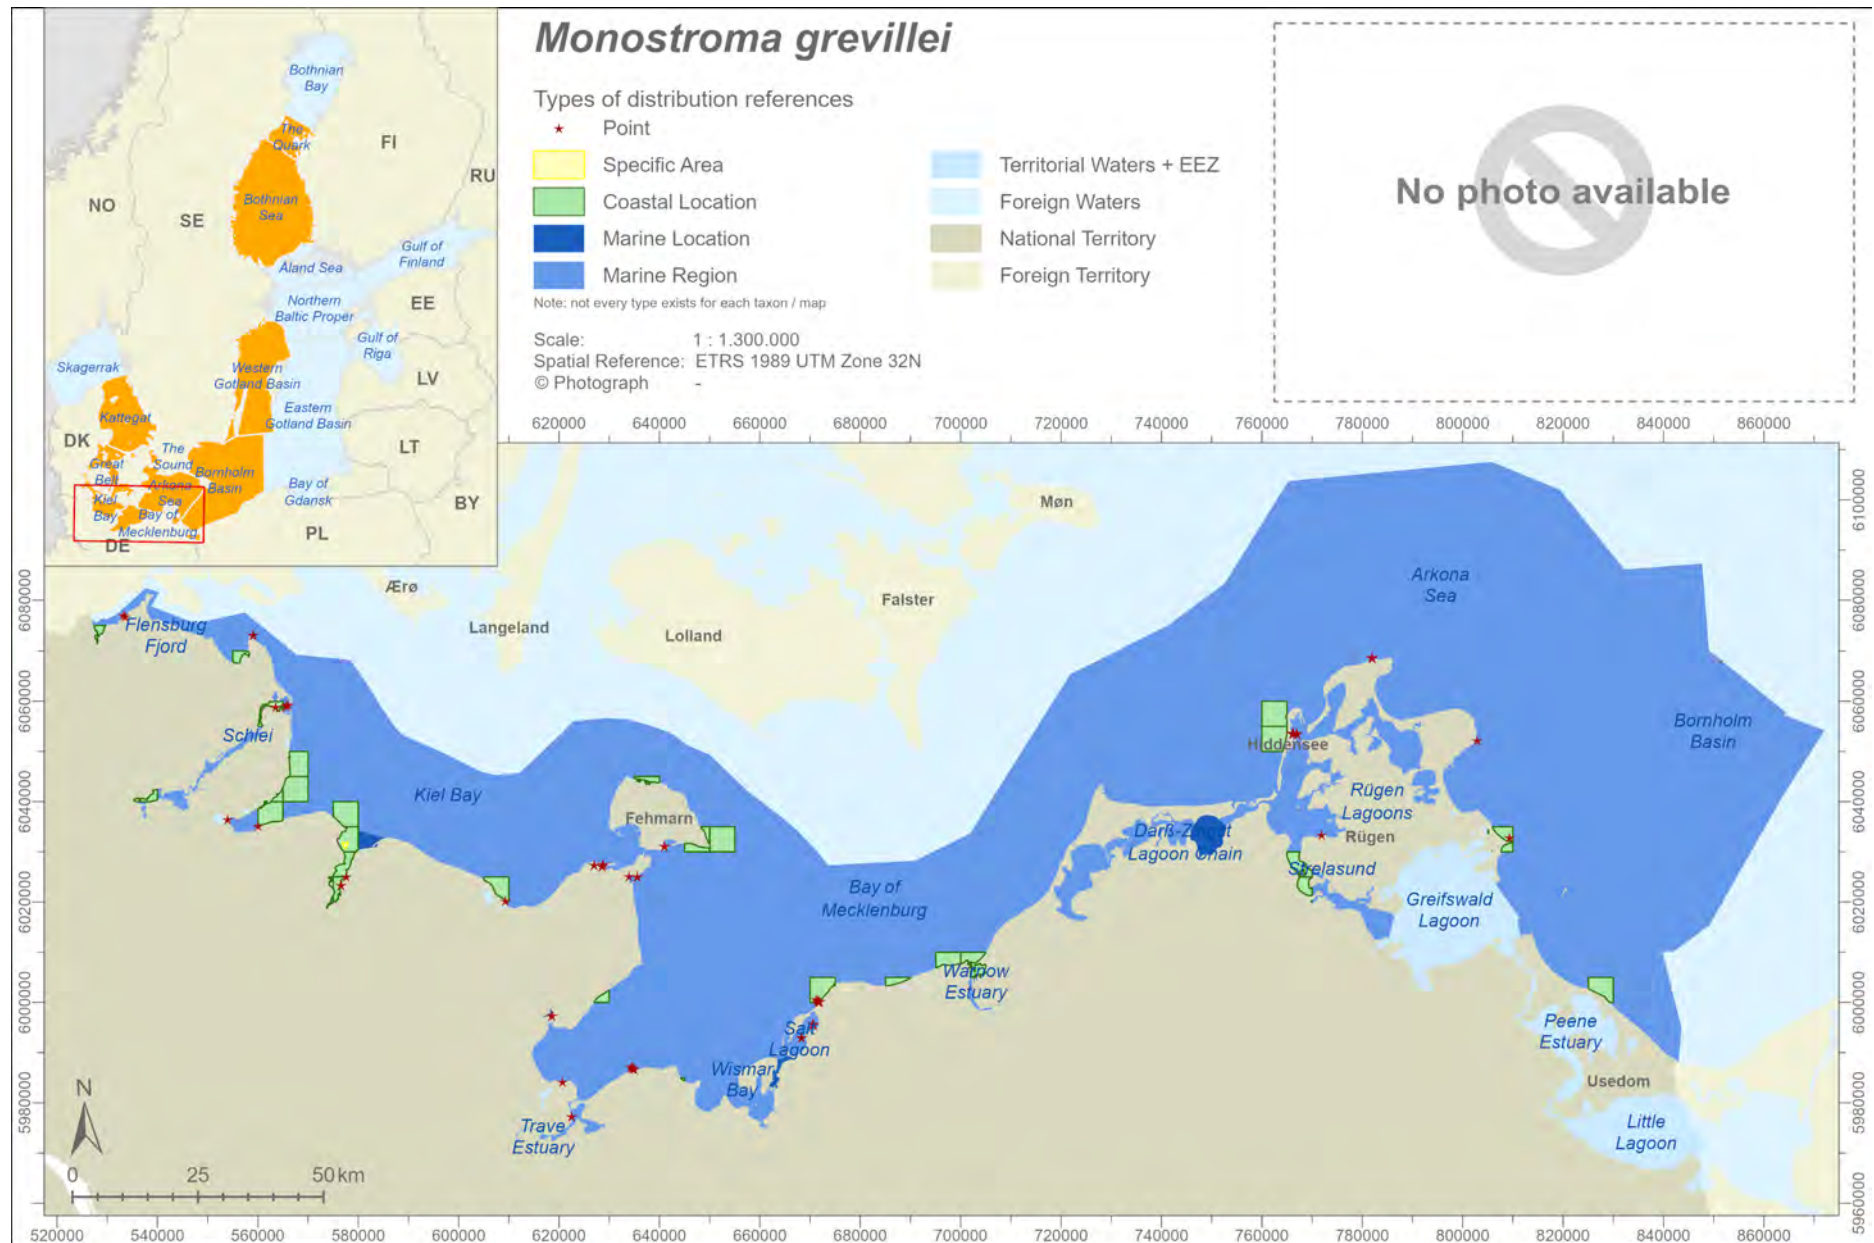 Monostroma grevillei
Types of distribution references
Point
Specific Area
Coastal Location
Marine Location
Marine Region
Territorial Waters + EEZ
Foreign Waters
National Territory
Foreign Territory
Note: not every type exists for each taxon / map
Scale: 1 : 1.300.000
Spatial Reference: ETRS 1989 UTM Zone 32N
© Photograph -
No photo available
Bothnian
Bay
The
Quark
FI
RU
NO
SE
Bothnian
Sea
Gulf of
Finland
Åland Sea
Northern
Baltic Proper
EE
Gulf of
Riga
Skagerrak
Western
Gotland Basin
LV
Kattegat
Eastern
Gotland Basin
DK
The
Sound
LT
Great
Belt
Arkona
Sea
Bornholm
Basin
Kiel
Bay
Bay of
Mecklenburg
Bay of
Gdansk
BY
DE
PL
620000 640000 660000 680000 700000 720000 740000 760000 780000 800000 820000 840000 860000
Møn
Ærø
Langeland
Lolland
Falster
Arkona
Sea
Flensburg
Fjord
Schlei
Kiel Bay
Fehmarn
Hiddensee
Bornholm
Basin
Rügen
Lagoons
Rügen
Darß-Zingst
Lagoon Chain
Strelasund
Bay of
Mecklenburg
Greifswald
Lagoon
Warnow
Estuary
Salt
Lagoon
Wismar
Bay
Trave
Estuary
Peene
Estuary
Usedom
Little
Lagoon
N
0 25 50 km
6080000
6060000
6040000
6020000
6000000
5980000
6100000
6080000
6060000
6040000
6020000
6000000
5980000
5960000
520000 540000 560000 580000 600000 620000 640000 660000 680000 700000 720000 740000 760000 780000 800000 820000 840000 860000